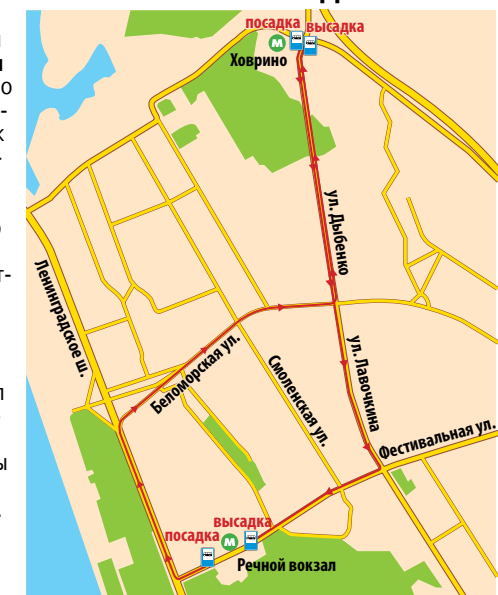 посадка
высадка
М
Ховрино
ул. Дыбенко
Ленинградское ш.
Беломорская ул.
Смоленская ул.
ул. Лавочкина
Фестивальная ул.
высадка
посадка
М
Речной вокзал